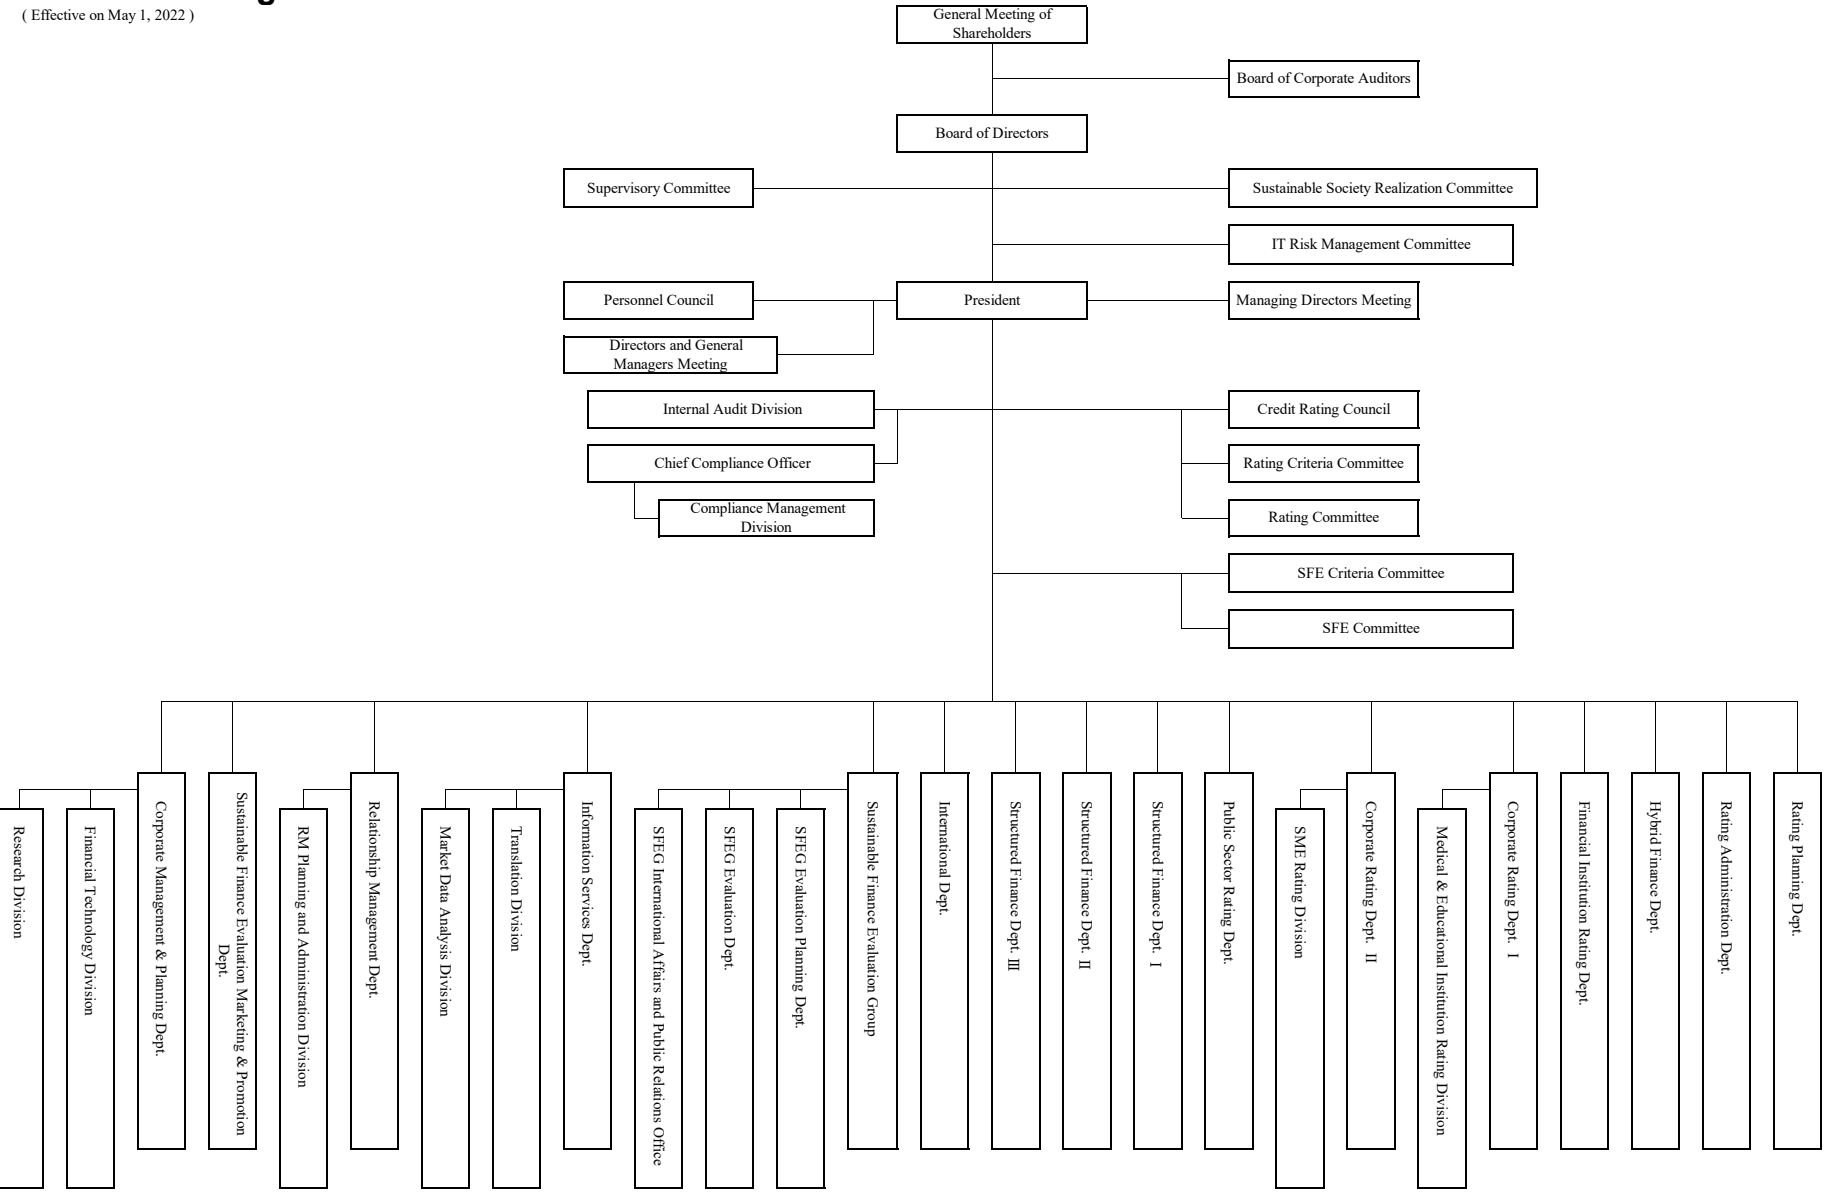 ( Effective on May 1, 2022 )
General Meeting of
Shareholders
Board of Corporate Auditors
Board of Directors
Supervisory Committee
Sustainable Society Realization Committee
IT Risk Management Committee
Personnel Council
President
Managing Directors Meeting
Directors and General
Managers Meeting
Internal Audit Division
Credit Rating Council
Chief Compliance Officer
Rating Criteria Committee
Compliance Management
Division
Rating Committee
SFE Criteria Committee
SFE Committee
Research Division
Financial Technology Division
Corporate Management & Planning Dept.
Sustainable Finance Evaluation Marketing & Promotion
Dept.
RM Planning and Administration Division
Relationship Management Dept.
Market Data Analysis Division
Translation Division
Information Services Dept.
SFEG International Affairs and Public Relations Office
SFEG Evaluation Dept.
SFEG Evaluation Planning Dept.
Sustainable Finance Evaluation Group
International Dept.
Structured Finance Dept. Ⅲ
Structured Finance Dept. Ⅱ
Structured Finance Dept. Ⅰ
Public Sector Rating Dept.
SME Rating Division
Corporate Rating Dept. Ⅱ
Medical & Educational Institution Rating Division
Corporate Rating Dept. Ⅰ
Financial Institution Rating Dept.
Hybrid Finance Dept.
Rating Administration Dept.
Rating Planning Dept.